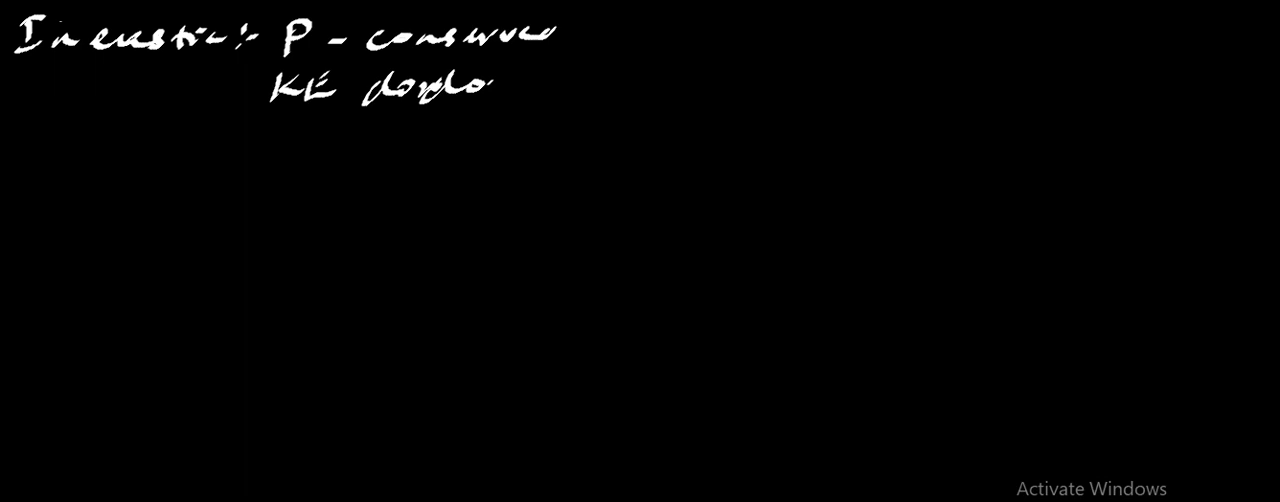 Inelastic:- P - conserved
KE
Activate Windows